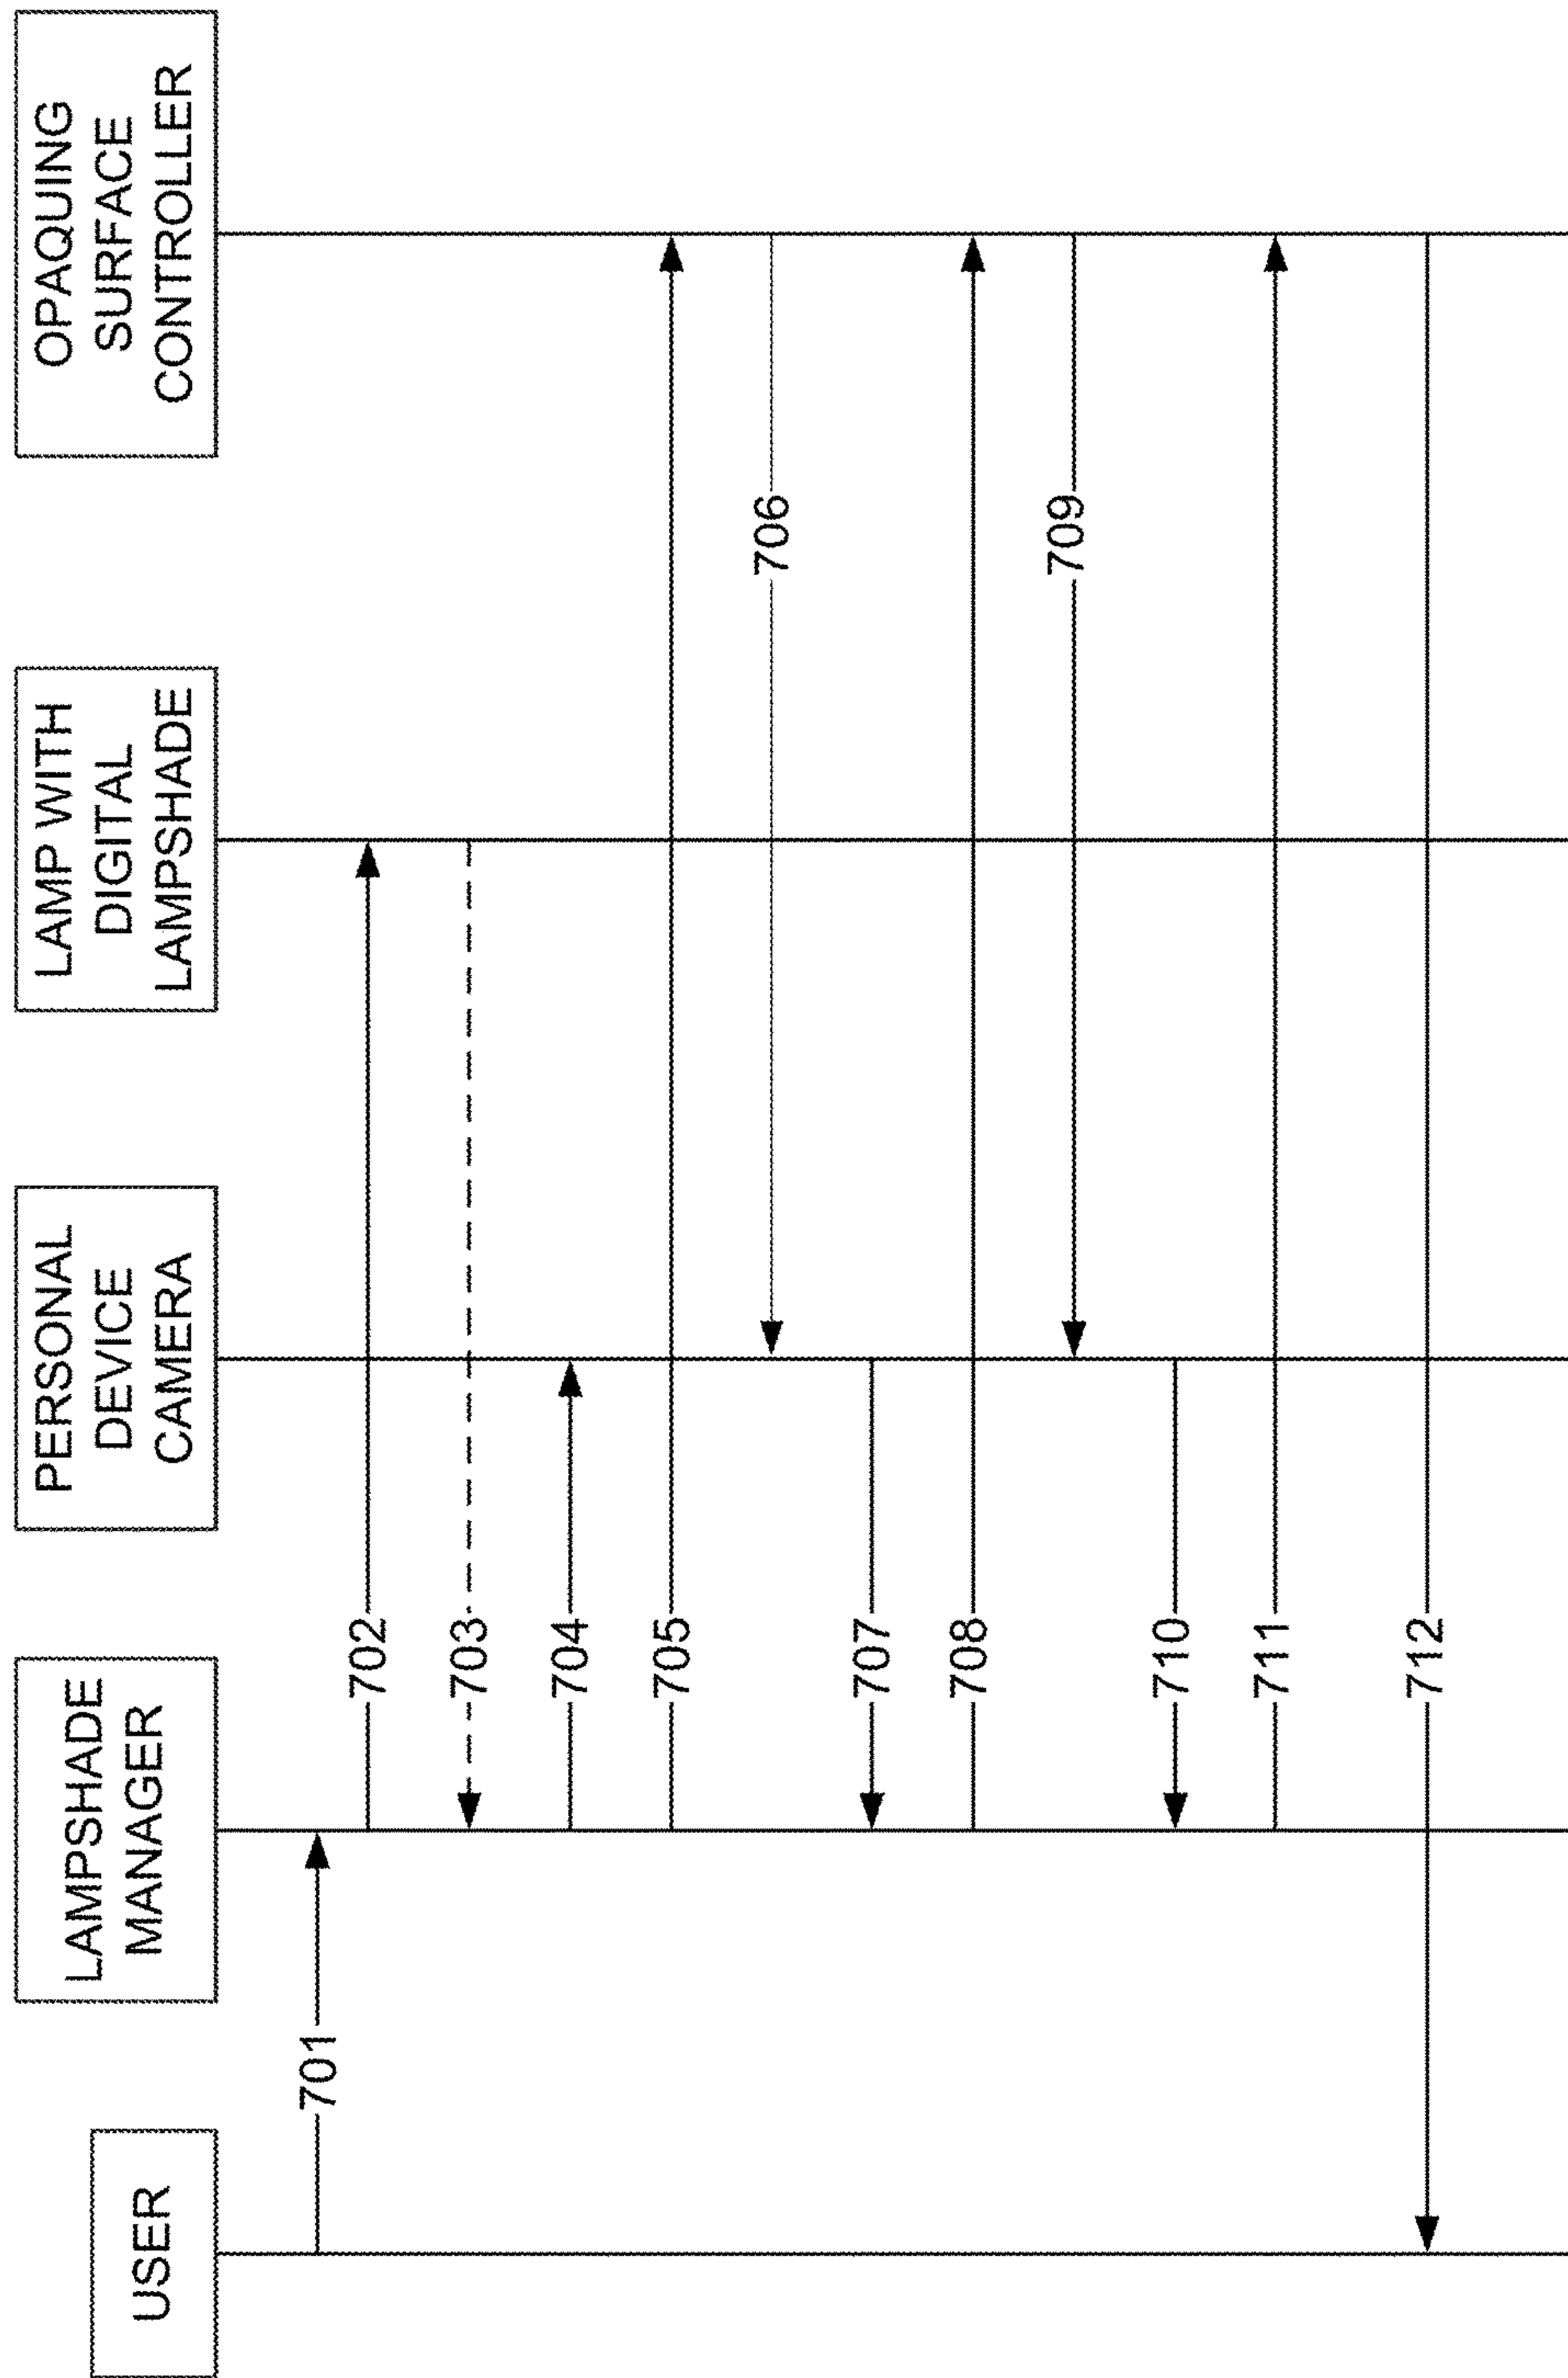 USER
LAMPSHADE
MANAGER
PERSONAL
DEVICE
CAMERA
LAMP WITH
DIGITAL
LAMPSHADE
OPAQUING
SURFACE
CONTROLLER
701
702
703
704
705
706
707
708
709
710
711
712